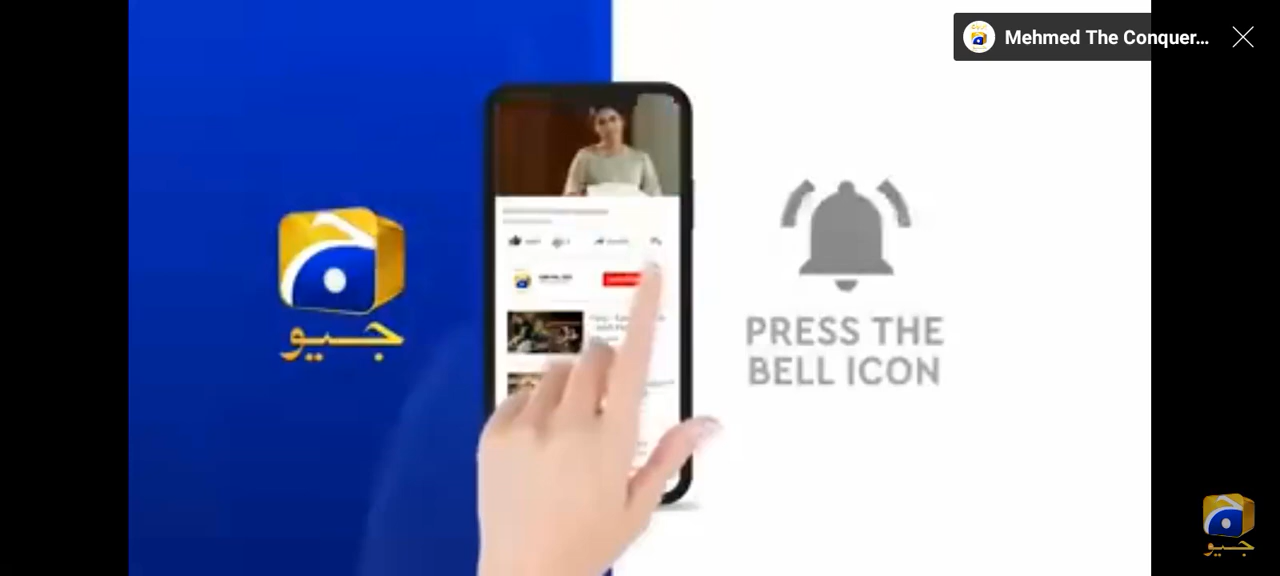 Mehmed The Conquer...
جیو
PRESS THE
BELL ICON
جیو